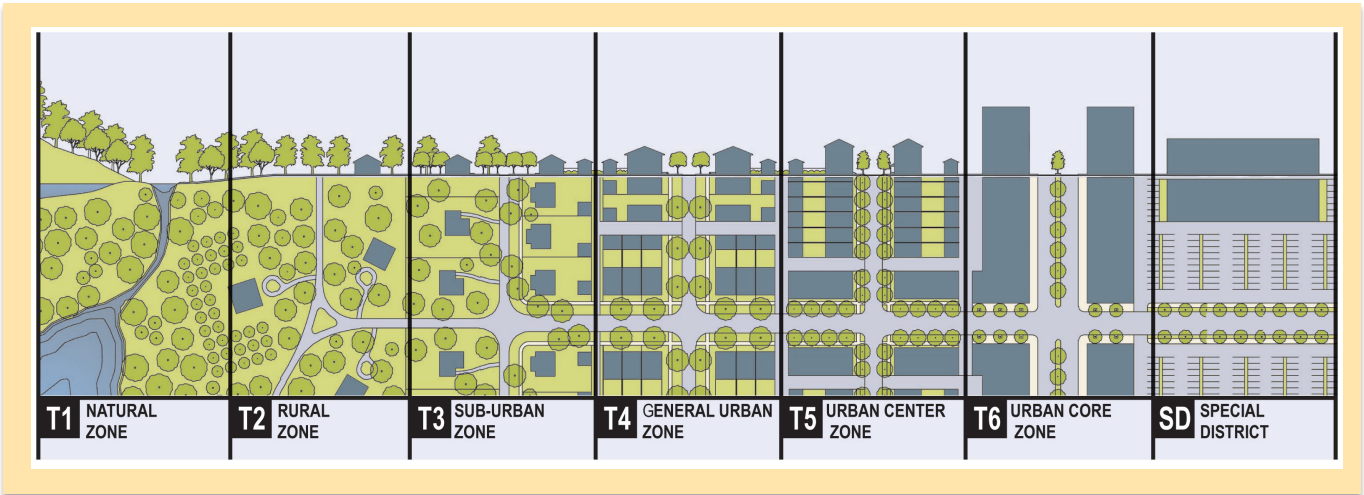 T1 NATURAL
ZONE
T2 RURAL
ZONE
T3 SUB-URBAN
ZONE
T4 GENERAL URBAN
ZONE
T5 URBAN CENTER
ZONE
T6 URBAN CORE
ZONE
SD SPECIAL
DISTRICT